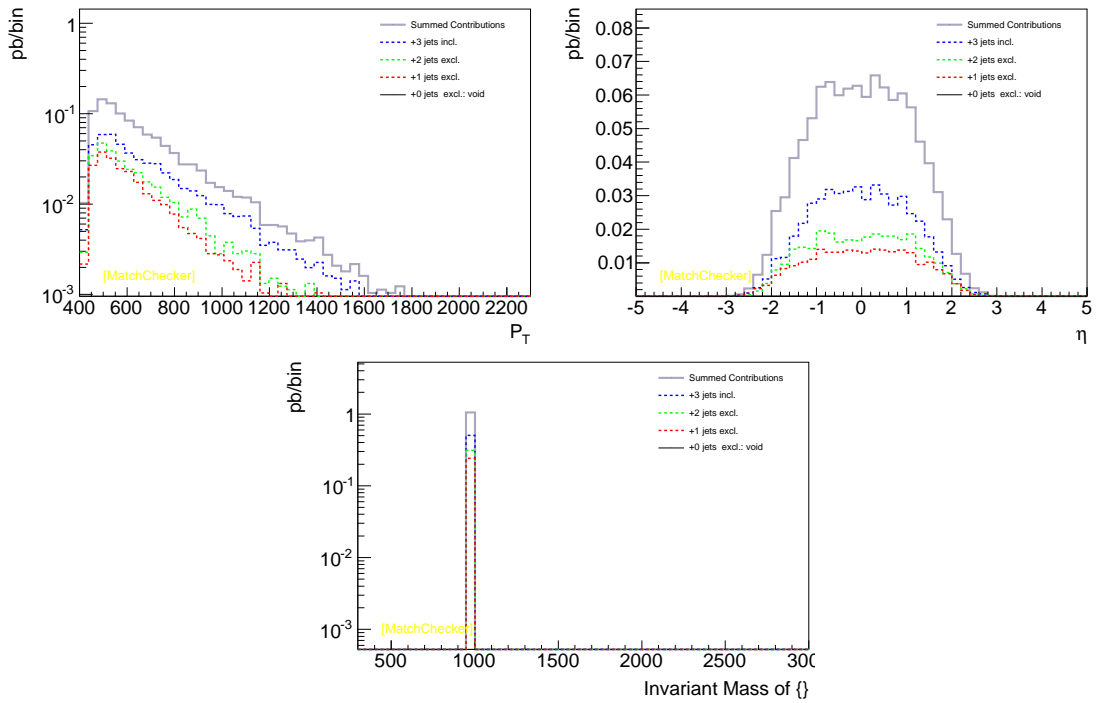 pb/bin
1
10⁻¹
10⁻²
10⁻³
Summed Contributions
+3 jets incl.
+2 jets excl.
+1 jets excl.
+0 jets excl.: void
[MatchChecker]
400 600 800 1000 1200 1400 1600 1800 2000 2200
P_T
pb/bin
0.08
0.07
0.06
0.05
0.04
0.03
0.02
0.01
Summed Contributions
+3 jets incl.
+2 jets excl.
+1 jets excl.
+0 jets excl.: void
[MatchChecker]
-5 -4 -3 -2 -1 0 1 2 3 4 5
η
pb/bin
1
10⁻¹
10⁻²
10⁻³
Summed Contributions
+3 jets incl.
+2 jets excl.
+1 jets excl.
+0 jets excl.: void
[MatchChecker]
500 1000 1500 2000 2500 300
Invariant Mass of {}